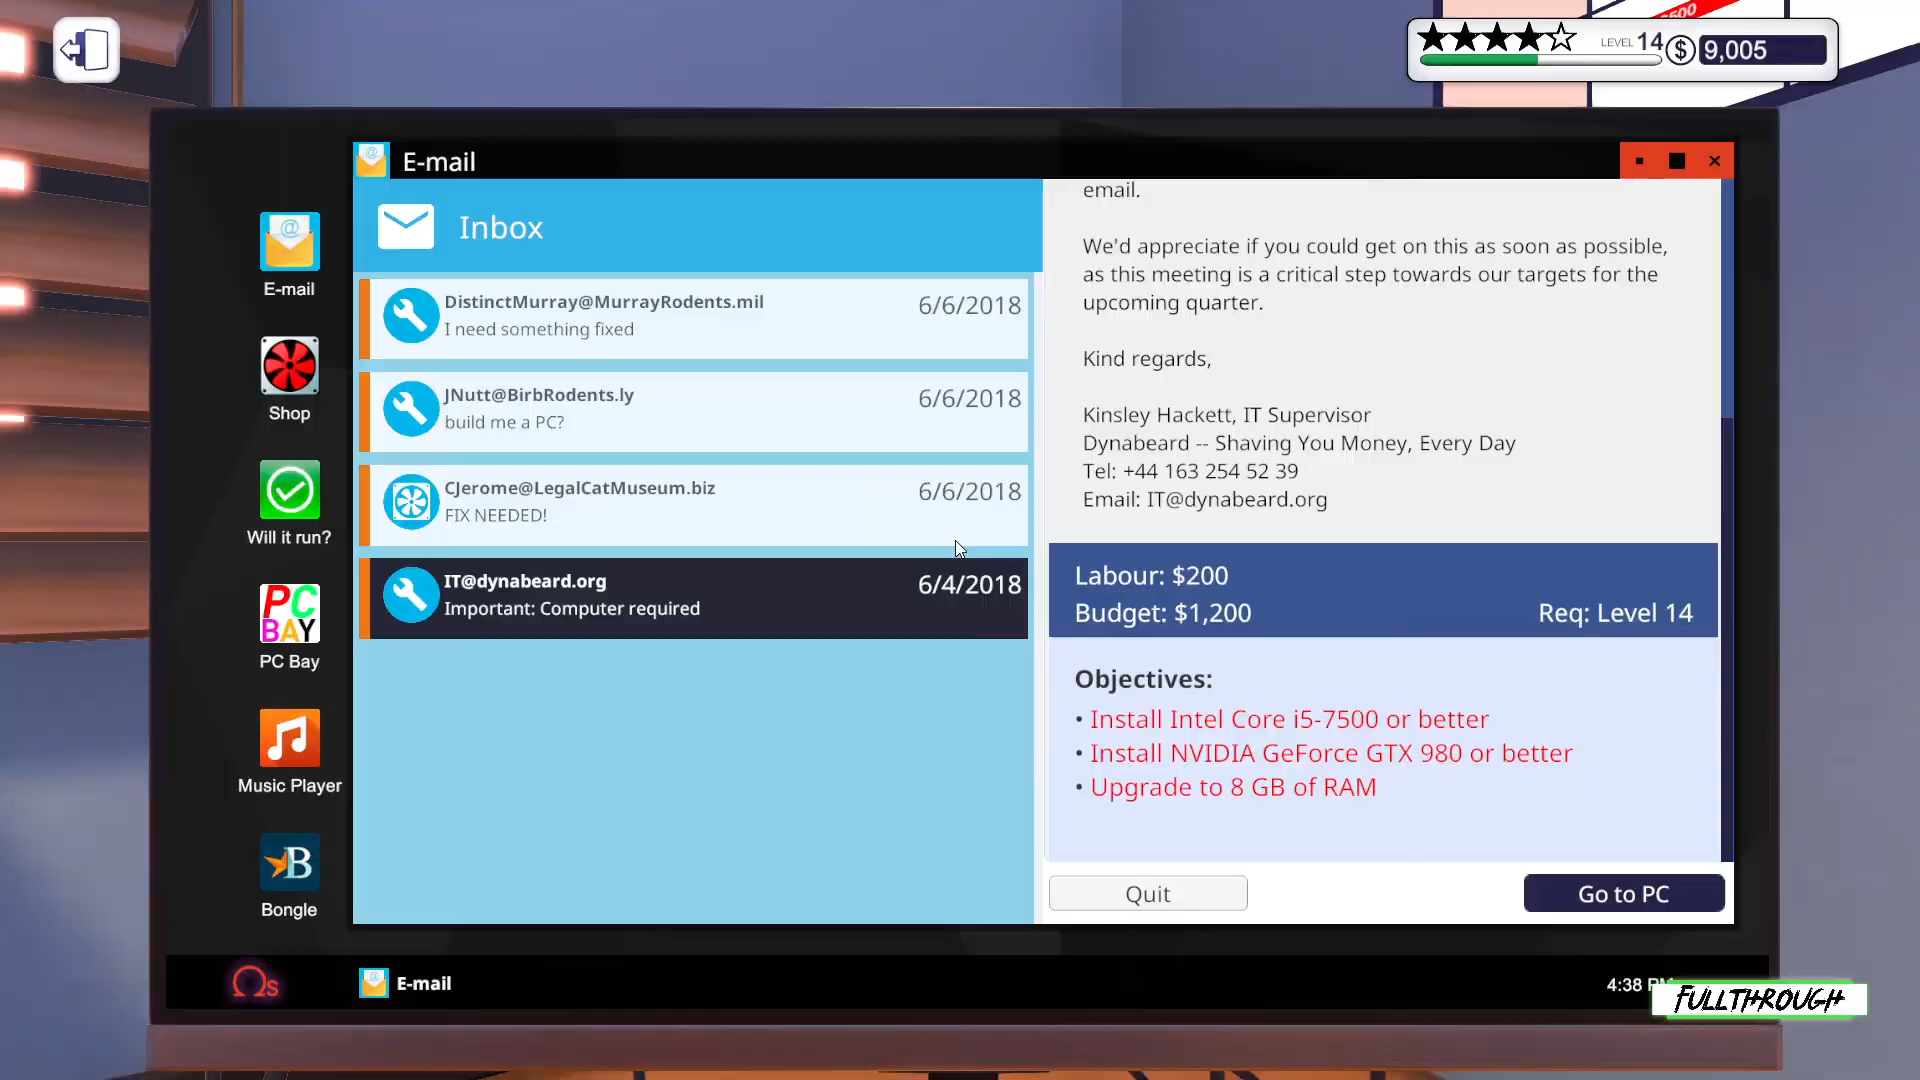 500
LEVEL 14
$ 9,005
E-mail
Inbox
DistinctMurray@MurrayRodents.mil
6/6/2018
I need something fixed
JNutt@BirbRodents.ly
6/6/2018
build me a PC?
CJerome@LegalCatMuseum.biz
6/6/2018
FIX NEEDED!
IT@dynabeard.org
6/4/2018
Important: Computer required
email.
We'd appreciate if you could get on this as soon as possible,
as this meeting is a critical step towards our targets for the
upcoming quarter.
Kind regards,
Kinsley Hackett, IT Supervisor
Dynabeard -- Shaving You Money, Every Day
Tel: +44 163 254 52 39
Email: IT@dynabeard.org
Labour: $200
Budget: $1,200
Req: Level 14
Objectives:
• Install Intel Core i5-7500 or better
• Install NVIDIA GeForce GTX 980 or better
• Upgrade to 8 GB of RAM
Quit
Go to PC
E-mail
Shop
Will it run?
PC
BAY
PC Bay
Music Player
B
Bongle
Ωs
E-mail
4:38 PM
FULLTHROUGH